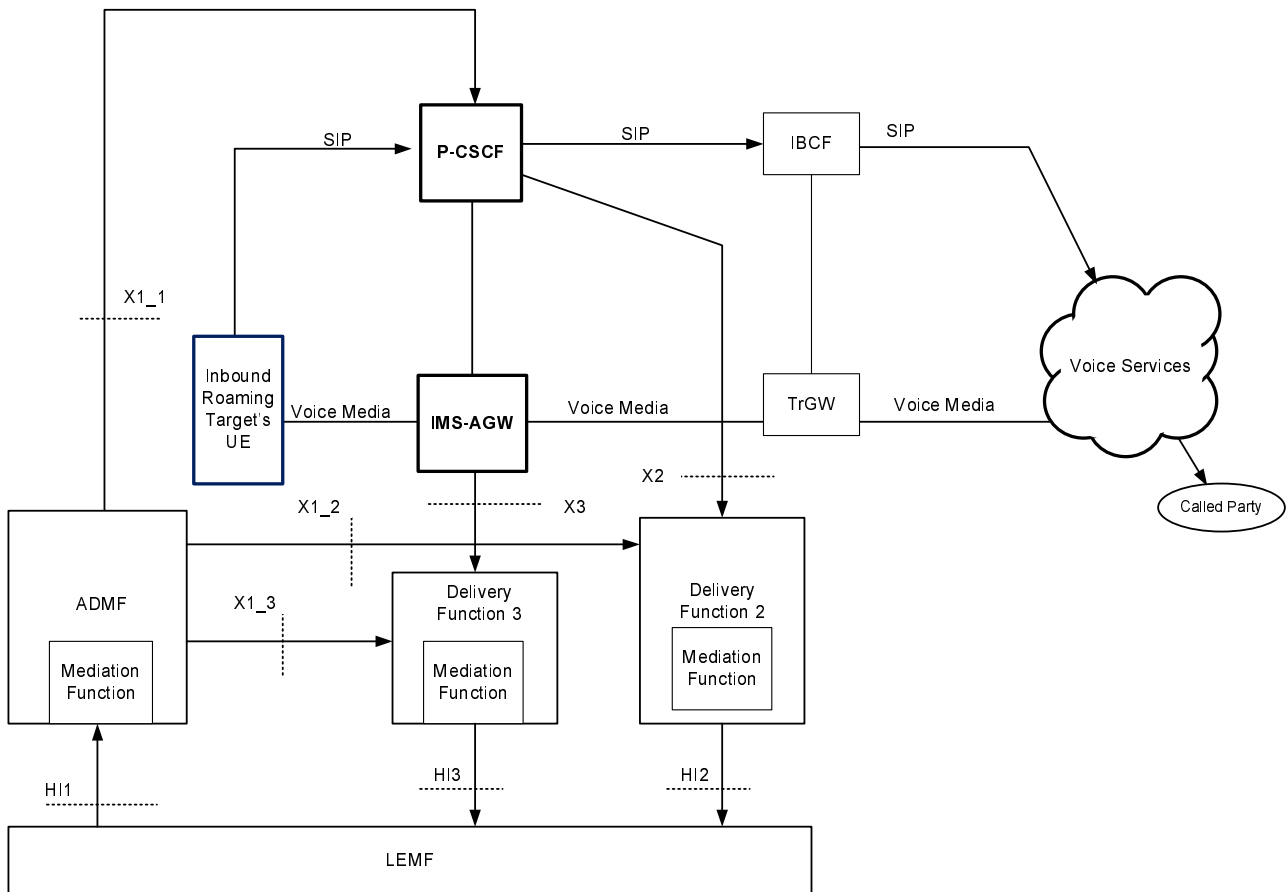 SIP
P-CSCF
SIP
IBCF
SIP
X1_1
Inbound
Roaming
Target's
UE
Voice Media
IMS-AGW
Voice Media
TrGW
Voice Media
Voice Services
X2
Called Party
X1_2
X3
ADMF
Mediation
Function
X1_3
Delivery
Function 3
Mediation
Function
Delivery
Function 2
Mediation
Function
HI1
HI3
HI2
LEMF